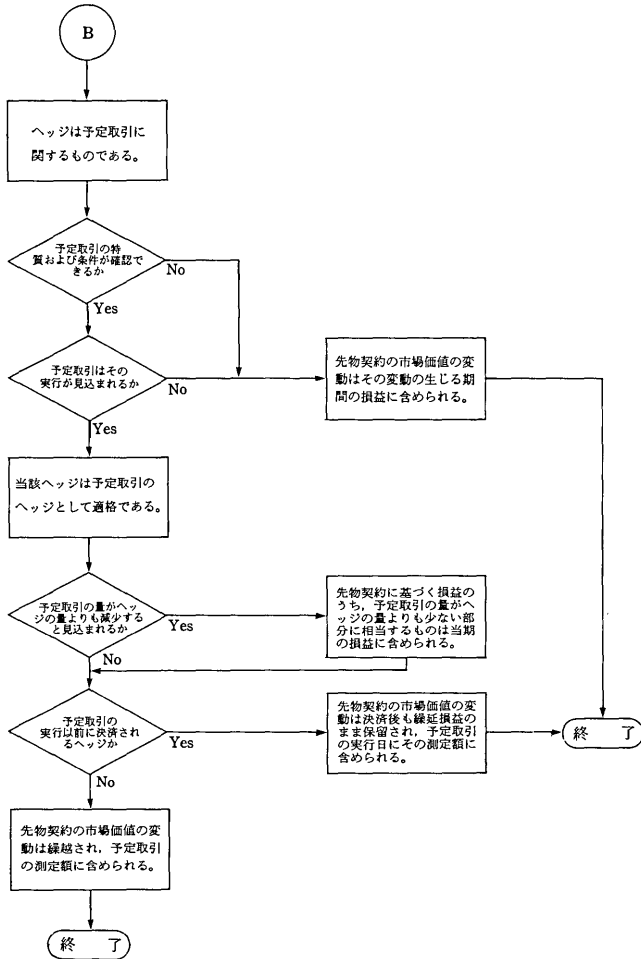 B
ヘッジは予定取引に
関するものである。
予定取引の特
質および条件が確認で
きるか
No
Yes
予定取引はその
実行が見込まれるか
No
先物契約の市場価値の変
動はその変動の生じる期
間の損益に含められる。
Yes
当該ヘッジは予定取引の
ヘッジとして適格である。
予定取引の量がヘッ
ジの量よりも減少する
と見込まれるか
Yes
先物契約に基づく損益の
うち，予定取引の量がヘ
ッジの量よりも少ない部
分に相当するものは当期
の損益に含められる。
No
予定取引の
実行以前に決済され
るヘッジか
Yes
先物契約の市場価値の変
動は決済後も繰延損益の
まま保留され，予定取引
の実行日にその測定額に
含められる。
終 了
No
先物契約の市場価値の変
動は繰越され，予定取引
の測定額に含められる。
終 了